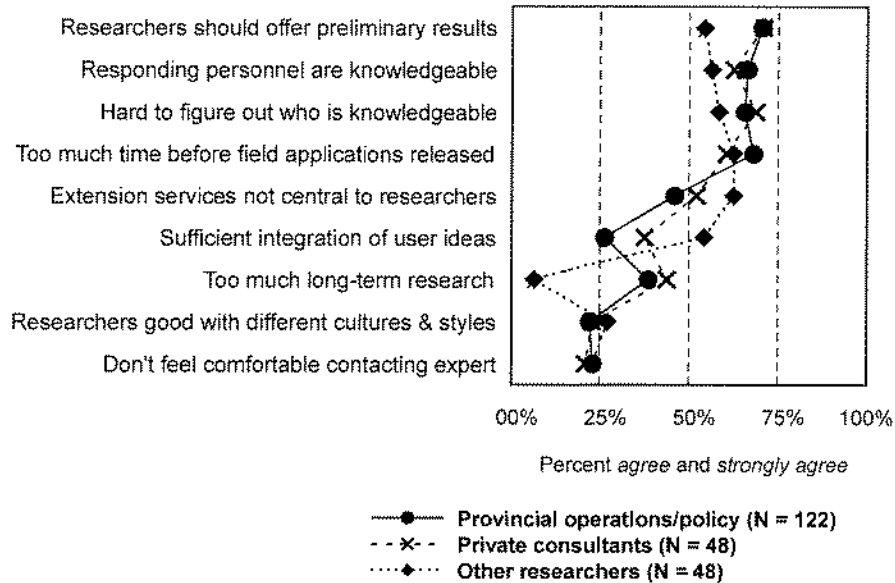 Researchers should offer preliminary results
Responding personnel are knowledgeable
Hard to figure out who is knowledgeable
Too much time before field applications released
Extension services not central to researchers
Sufficient integration of user ideas
Too much long-term research
Researchers good with different cultures & styles
Don't feel comfortable contacting expert
00% 25% 50% 75% 100%
Percent agree and strongly agree
Provincial operations/policy (N = 122)
Private consultants (N = 48)
Other researchers (N = 48)